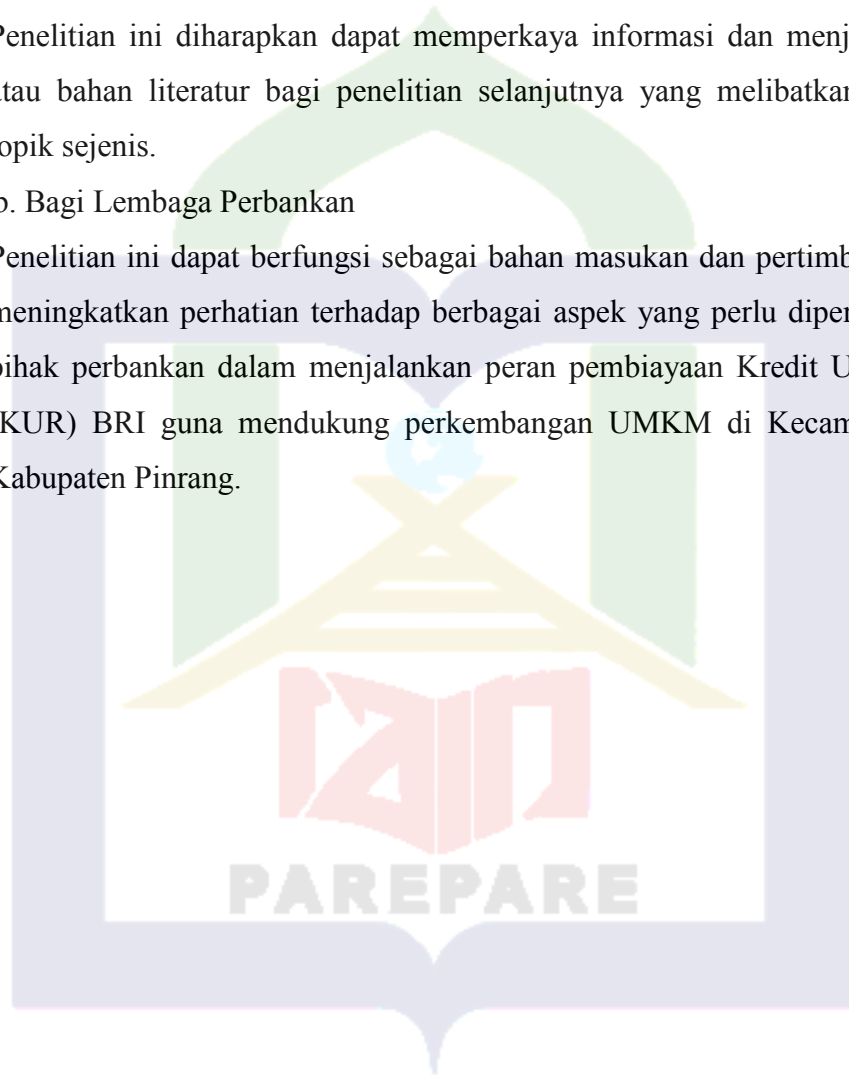 Penelitian ini diharapkan dapat memperkaya informasi dan menj
atau bahan literatur bagi penelitian selanjutnya yang melibatkan
topik sejenis.
b. Bagi Lembaga Perbankan
Penelitian ini dapat berfungsi sebagai bahan masukan dan pertimb
meningkatkan perhatian terhadap berbagai aspek yang perlu diper
pihak perbankan dalam menjalankan peran pembiayaan Kredit U
(KUR) BRI guna mendukung perkembangan UMKM di Kecam
Kabupaten Pinrang.
iain
PAREPARE